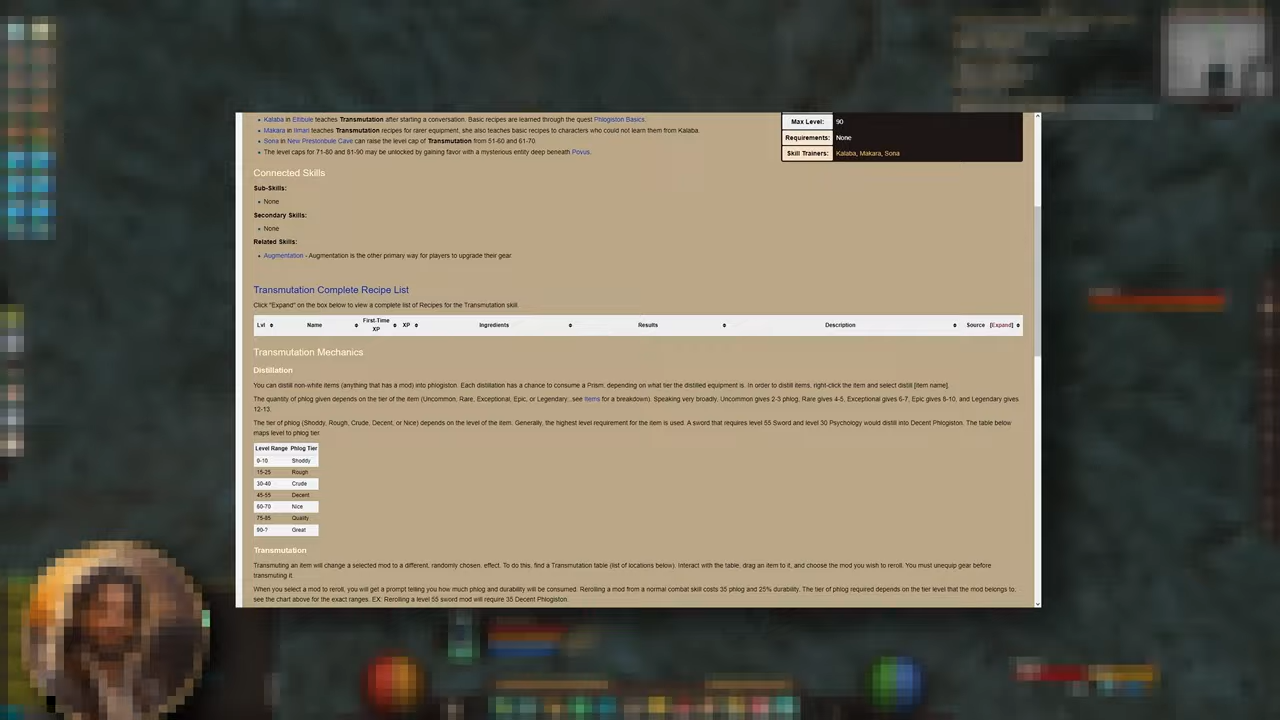 Kalaba in Eltibule teaches Transmutation after starting a conversation. Basic recipes are learned through the quest Phlogiston Basics.
Makara in Ilmari teaches Transmutation recipes for rarer equipment, she also teaches basic recipes to characters who could not learn them from Kalaba.
Sona in New Prestonbule Cave can raise the level cap of Transmutation from 51-60 and 61-70
The level caps for 71-80 and 81-90 may be unlocked by gaining favor with a mysterious entity deep beneath Povus.
Max Level: 90
Requirements: None
Skill Trainers: Kalaba, Makara, Sona
Connected Skills
Sub-Skills:
None
Secondary Skills:
None
Related Skills:
Augmentation - Augmentation is the other primary way for players to upgrade their gear
Transmutation Complete Recipe List
Click "Expand" on the box below to view a complete list of Recipes for the Transmutation skill.
Lvl Name First-Time XP XP Ingredients Results Description Source [Expand]
Transmutation Mechanics
Distillation
You can distill non-white items (anything that has a mod) into phlogiston. Each distillation has a chance to consume a Prism, depending on what tier the distilled equipment is. In order to distill items, right-click the item and select distill [item name].
The quantity of phlog given depends on the tier of the item (Uncommon, Rare, Exceptional, Epic, or Legendary...see Items for a breakdown). Speaking very broadly, Uncommon gives 2-3 phlog, Rare gives 4-5, Exceptional gives 6-7, Epic gives 8-10, and Legendary gives
12-13.
The tier of phlog (Shoddy, Rough, Crude, Decent, or Nice) depends on the level of the item. Generally, the highest level requirement for the item is used. A sword that requires level 55 Sword and level 30 Psychology would distill into Decent Phlogiston. The table below
maps level to phlog tier.
Level Range Phlog Tier
0-10 Shoddy
15-25 Rough
30-40 Crude
45-55 Decent
60-70 Nice
75-85 Quality
90-? Great
Transmutation
Transmuting an item will change a selected mod to a different, randomly chosen, effect. To do this, find a Transmutation table (list of locations below). Interact with the table, drag an item to it, and choose the mod you wish to reroll. You must unequip gear before
transmuting it.
When you select a mod to reroll, you will get a prompt telling you how much phlog and durability will be consumed. Rerolling a mod from a normal combat skill costs 35 phlog and 25% durability. The tier of phlog required depends on the tier level that the mod belongs to,
see the chart above for the exact ranges. EX: Rerolling a level 55 sword mod will require 35 Decent Phlogiston.